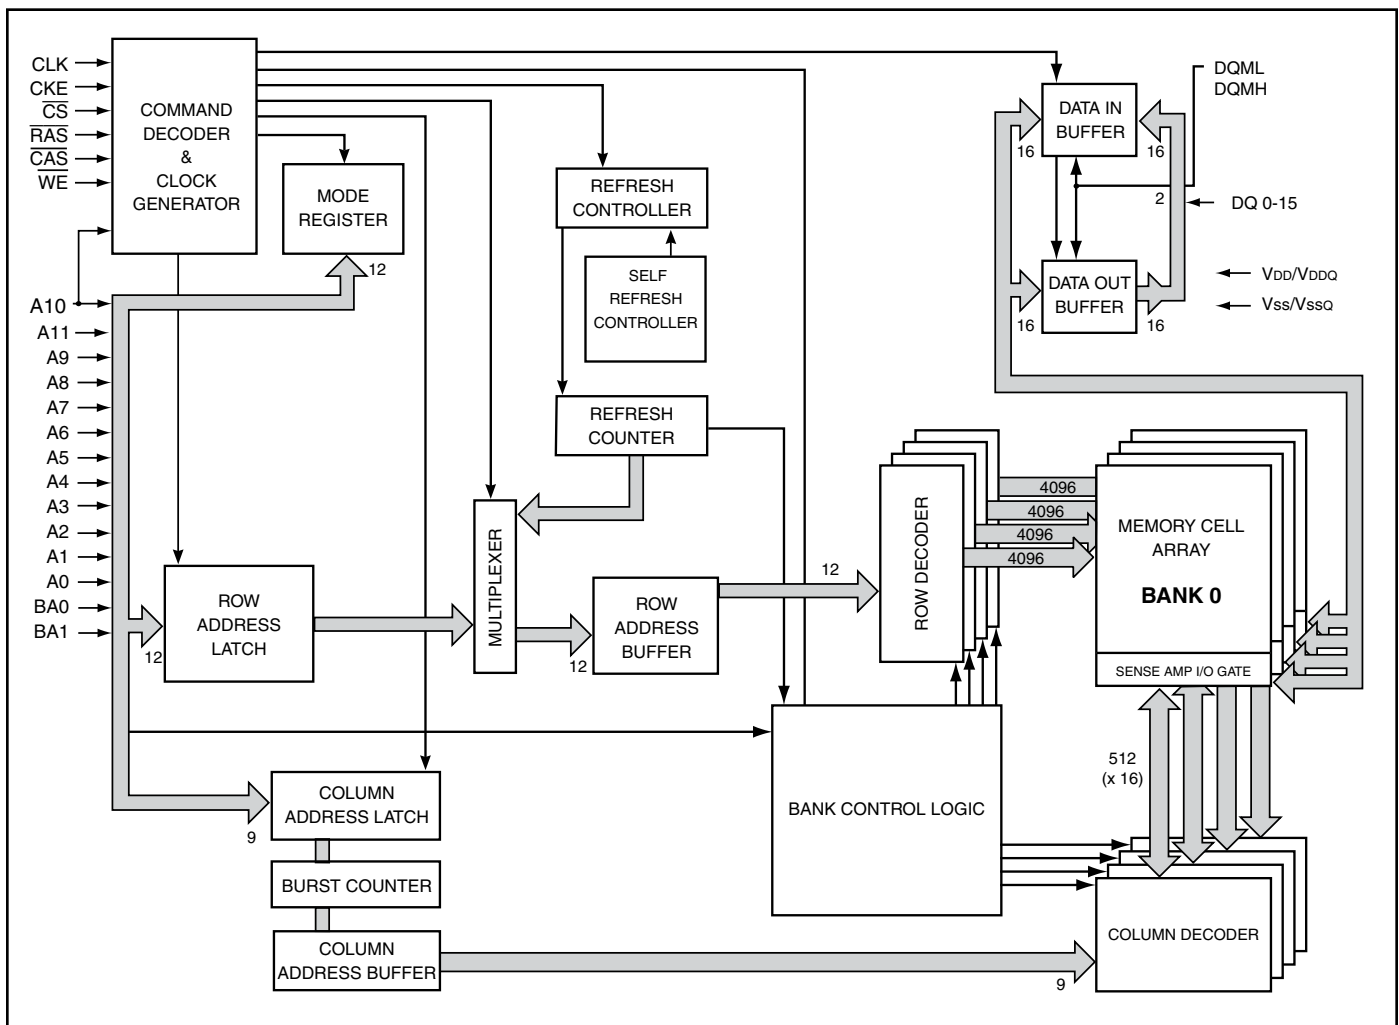 CLK
CKE
CS
RAS
CAS
WE
COMMAND
DECODER
&
CLOCK
GENERATOR
MODE
REGISTER
12
REFRESH
CONTROLLER
SELF
REFRESH
CONTROLLER
REFRESH
COUNTER
DATA IN
BUFFER
16
16
DQML
DQMH
2
DQ 0-15
DATA OUT
BUFFER
16
16
VDD/VDDQ
Vss/VssQ
A10
A11
A9
A8
A7
A6
A5
A4
A3
A2
A1
A0
BA0
BA1
12
ROW
ADDRESS
LATCH
MULTIPLEXER
12
ROW
ADDRESS
BUFFER
12
ROW DECODER
4096
4096
4096
4096
MEMORY CELL
ARRAY
BANK 0
SENSE AMP I/O GATE
512
(x 16)
BANK CONTROL LOGIC
9
COLUMN
ADDRESS LATCH
BURST COUNTER
COLUMN
ADDRESS BUFFER
9
COLUMN DECODER